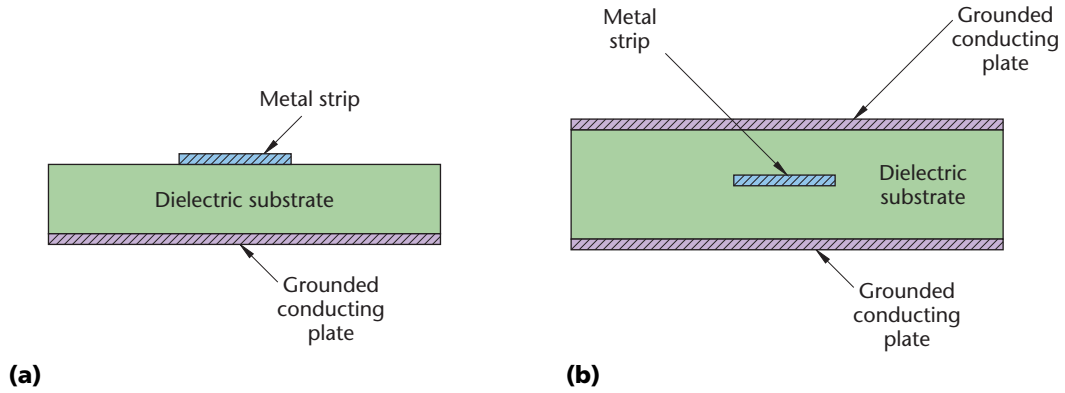 Metal strip
Dielectric substrate
Grounded
conducting
plate
(a)
Metal
strip
Grounded
conducting
plate
Dielectric
substrate
Grounded
conducting
plate
(b)